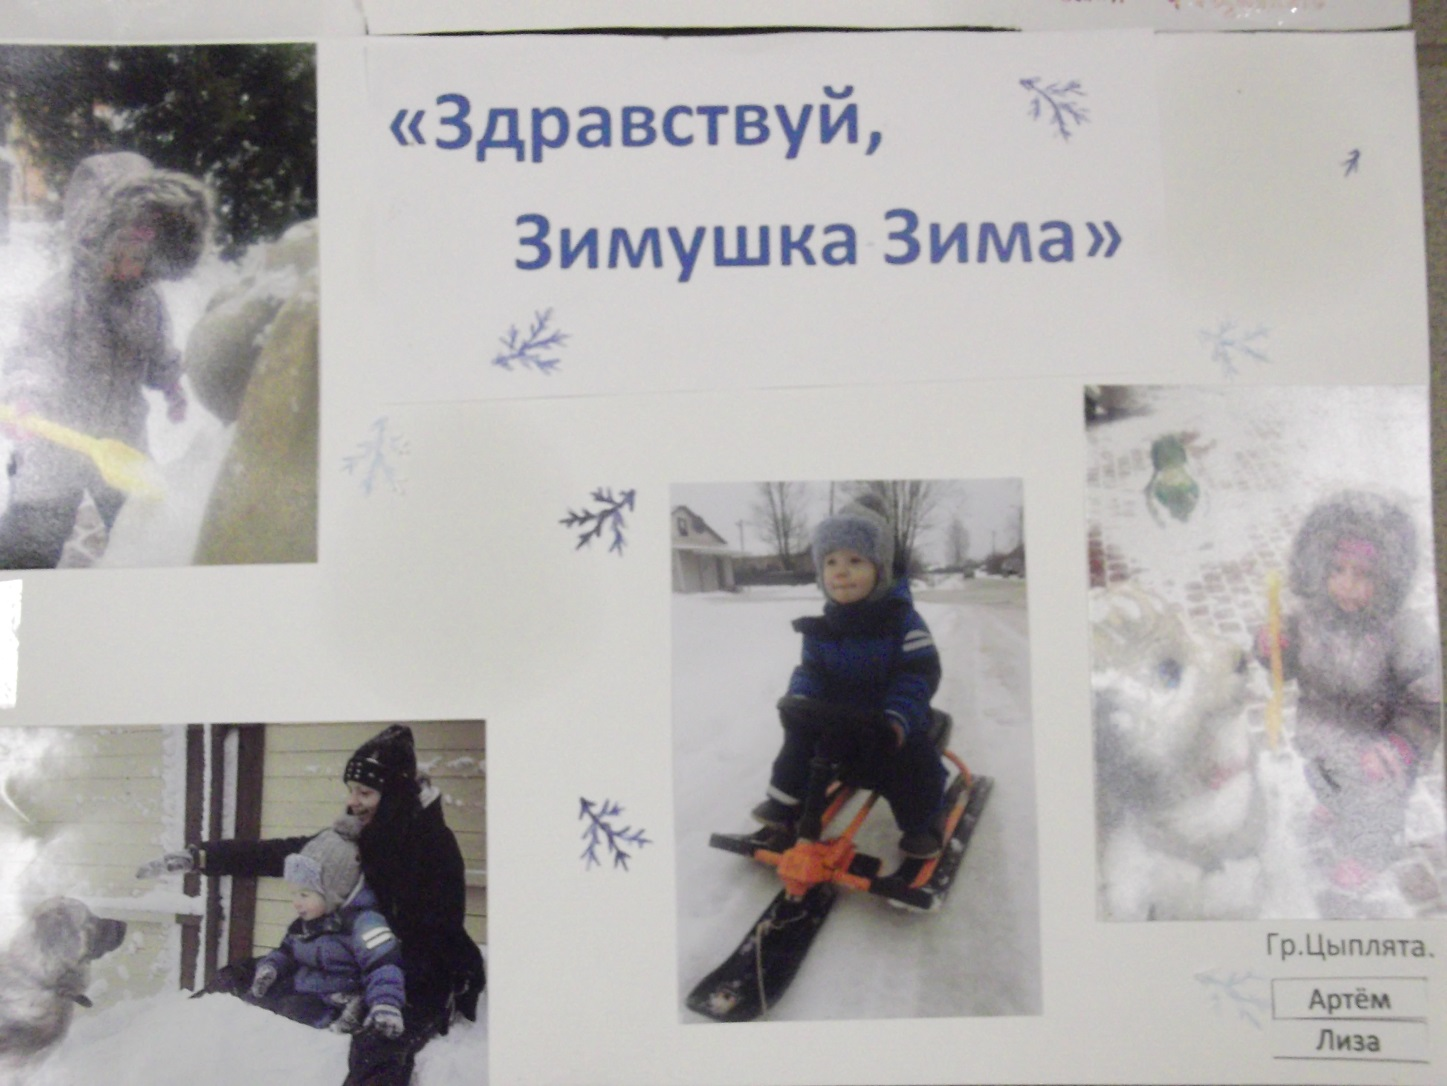 «Здравствуй,
Зимушка Зима»
Гр.Цыплята.
Артём
Лиза